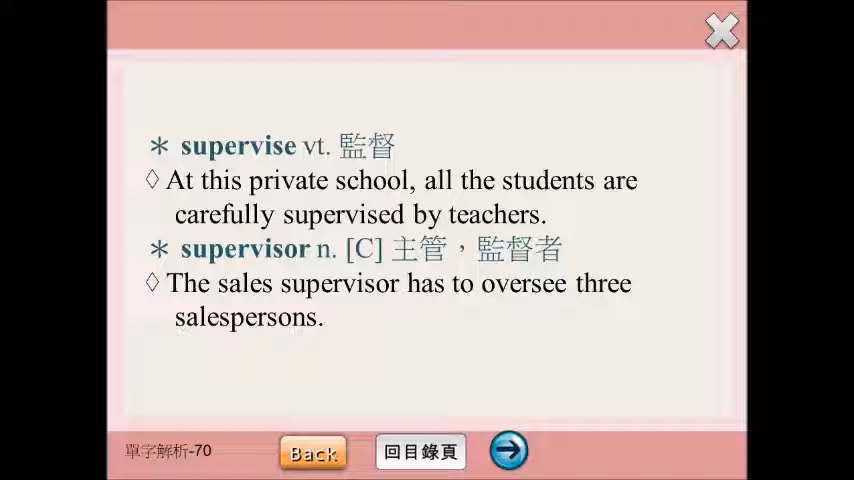 ＊ supervise vt. 監督
◊ At this private school, all the students are
carefully supervised by teachers.
＊ supervisor n. [C] 主管，監督者
◊ The sales supervisor has to oversee three
salespersons.
單字解析-70
Back
回目錄頁